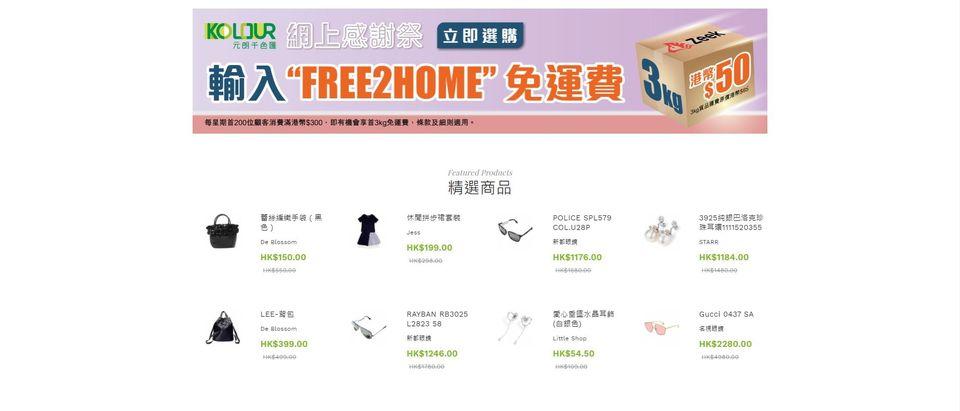 KOLOUR
元朗千色匯
網上感謝祭
立即選購
輸入“FREE2HOME”免運費
每星期首200位顧客消費滿港幣$300，即有機會享首3kg免運費，條款及細則適用。
Zeek
3kg
港幣
$50
Featured Products
精選商品
蕾絲編織手袋 ( 黑
色 )
De Blossom
HK$150.00
HK$550.00
休閒拼步裙套裝
Jess
HK$199.00
HK$298.00
POLICE SPL579
COL.U28P
新都眼鏡
HK$1176.00
HK$1680.00
S925純銀巴洛克珍
珠耳環1111520355
STARR
HK$1184.00
HK$1480.00
LEE-背包
De Blossom
HK$399.00
HK$499.00
RAYBAN RB3025
L2823 58
新都眼鏡
HK$1246.00
HK$1780.00
愛心垂墜水晶耳飾
(白銀色)
Little Shop
HK$54.50
HK$109.00
Gucci 0437 SA
名視眼鏡
HK$2280.00
HK$4980.00